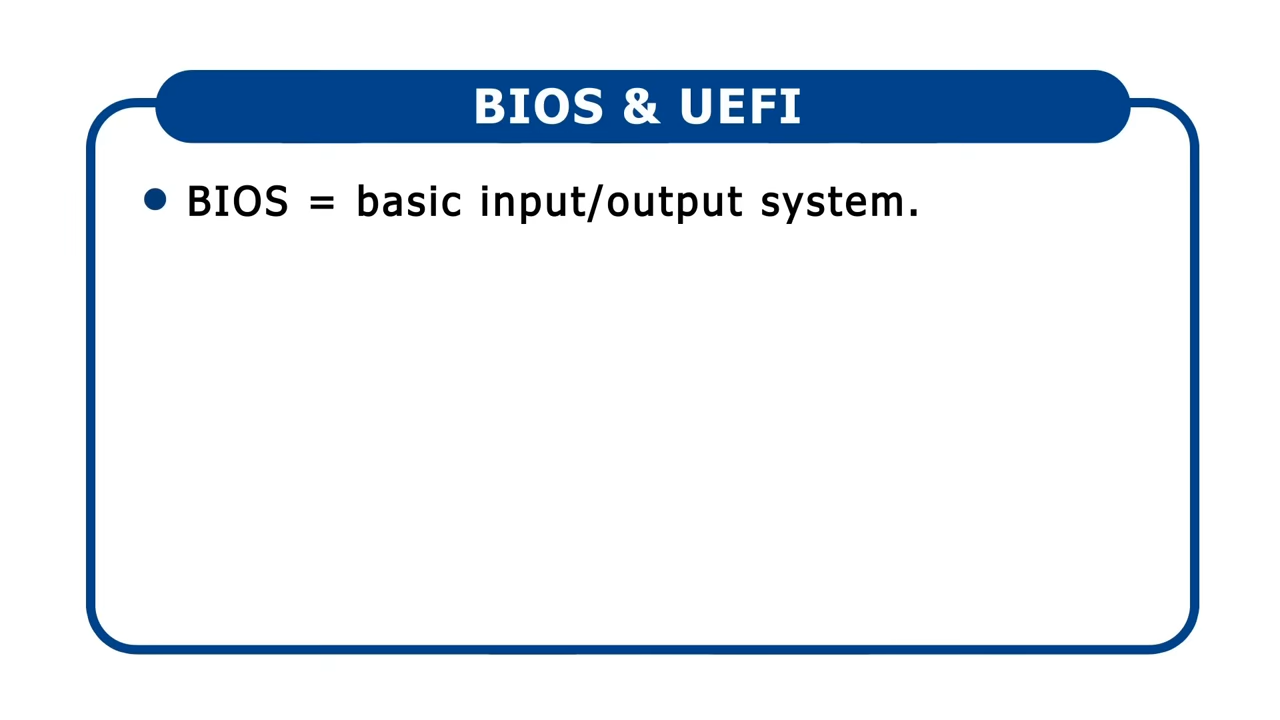 BIOS & UEFI
BIOS = basic input/output system.